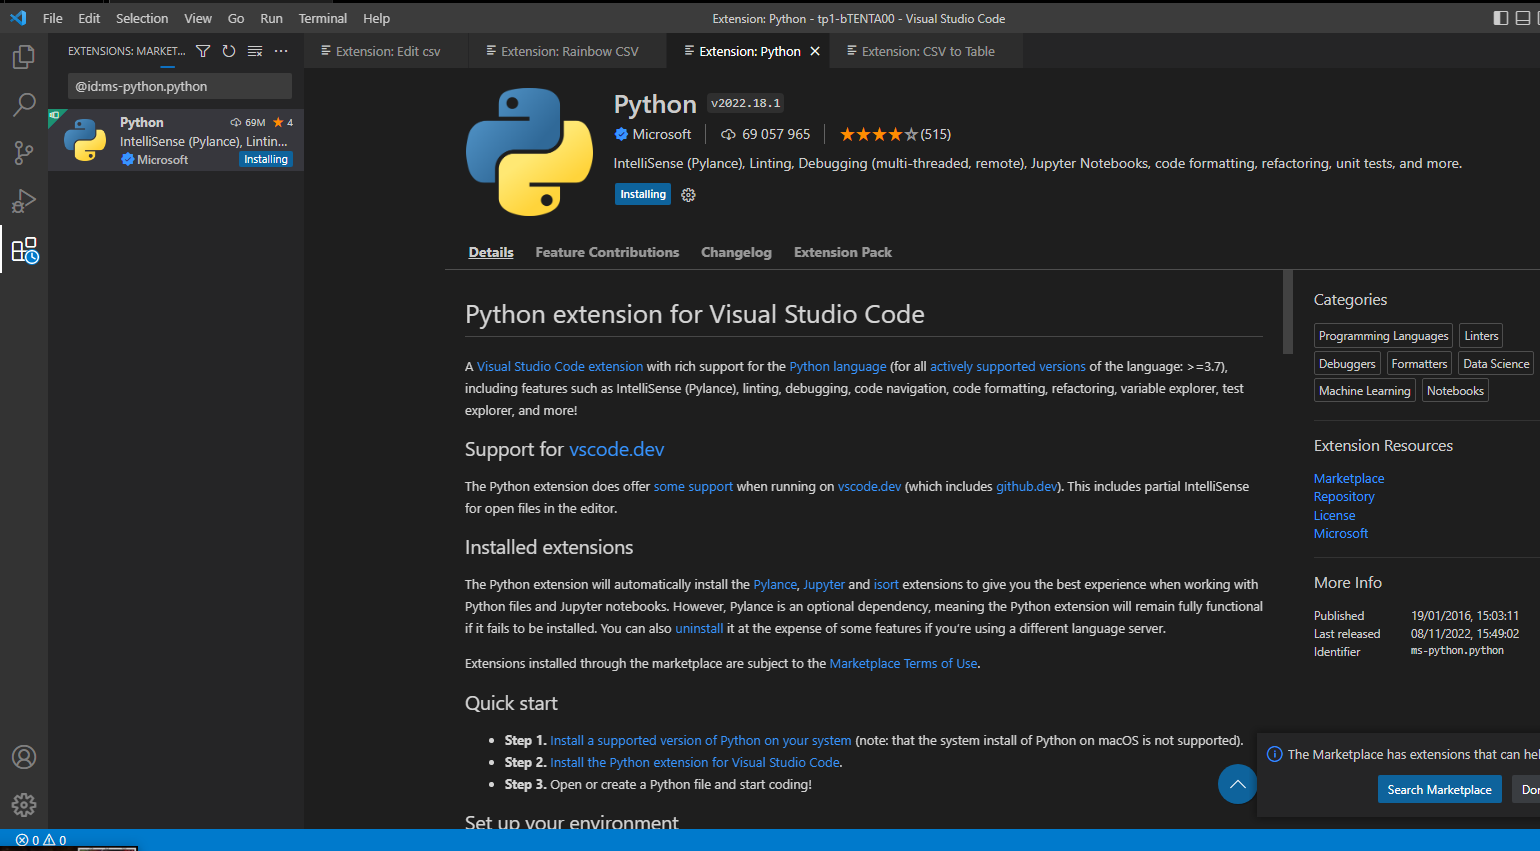 File Edit Selection View Go Run Terminal Help
Extension: Python - tp1-bTENTA00 - Visual Studio Code
EXTENSIONS: MARKET...
Extension: Edit csv
Extension: Rainbow CSV
Extension: Python
Extension: CSV to Table
@id:ms-python.python
Python 69M 4
IntelliSense (Pylance), Lintin...
Microsoft Installing
Python v2022.18.1
Microsoft 69 057 965 (515)
IntelliSense (Pylance), Linting, Debugging (multi-threaded, remote), Jupyter Notebooks, code formatting, refactoring, unit tests, and more.
Installing
Details Feature Contributions Changelog Extension Pack
Python extension for Visual Studio Code
A Visual Studio Code extension with rich support for the Python language (for all actively supported versions of the language: >=3.7),
including features such as IntelliSense (Pylance), linting, debugging, code navigation, code formatting, refactoring, variable explorer, test
explorer, and more!
Support for vscode.dev
The Python extension does offer some support when running on vscode.dev (which includes github.dev). This includes partial IntelliSense
for open files in the editor.
Installed extensions
The Python extension will automatically install the Pylance, Jupyter and isort extensions to give you the best experience when working with
Python files and Jupyter notebooks. However, Pylance is an optional dependency, meaning the Python extension will remain fully functional
if it fails to be installed. You can also uninstall it at the expense of some features if you're using a different language server.
Extensions installed through the marketplace are subject to the Marketplace Terms of Use.
Quick start
• Step 1. Install a supported version of Python on your system (note: that the system install of Python on macOS is not supported).
• Step 2. Install the Python extension for Visual Studio Code.
• Step 3. Open or create a Python file and start coding!
Set up your environment
Categories
Programming Languages Linters
Debuggers Formatters Data Science
Machine Learning Notebooks
Extension Resources
Marketplace
Repository
License
Microsoft
More Info
Published 19/01/2016, 15:03:11
Last released 08/11/2022, 15:49:02
Identifier ms-python.python
The Marketplace has extensions that can hel
Search Marketplace Don
0 0